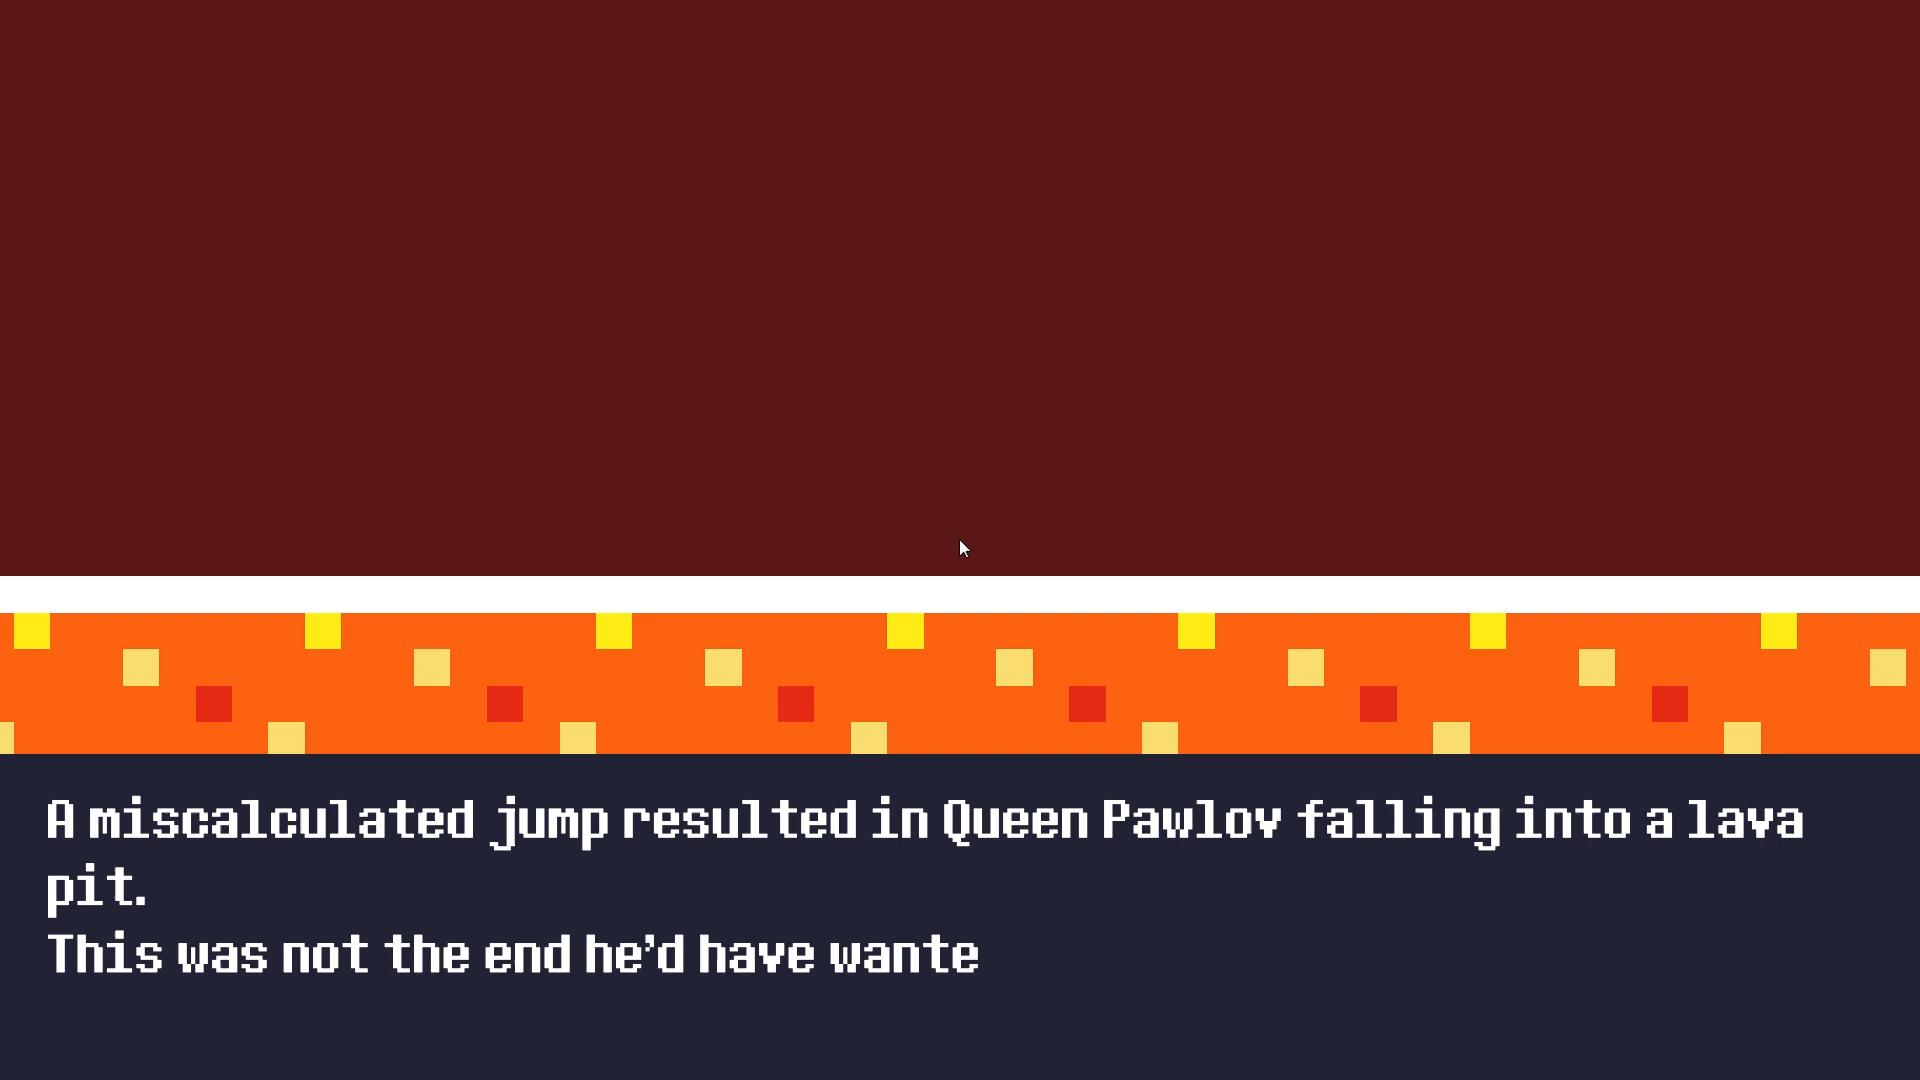 A miscalculated jump resulted in Queen Pawlov falling into a lava
pit.
This was not the end he'd have wante